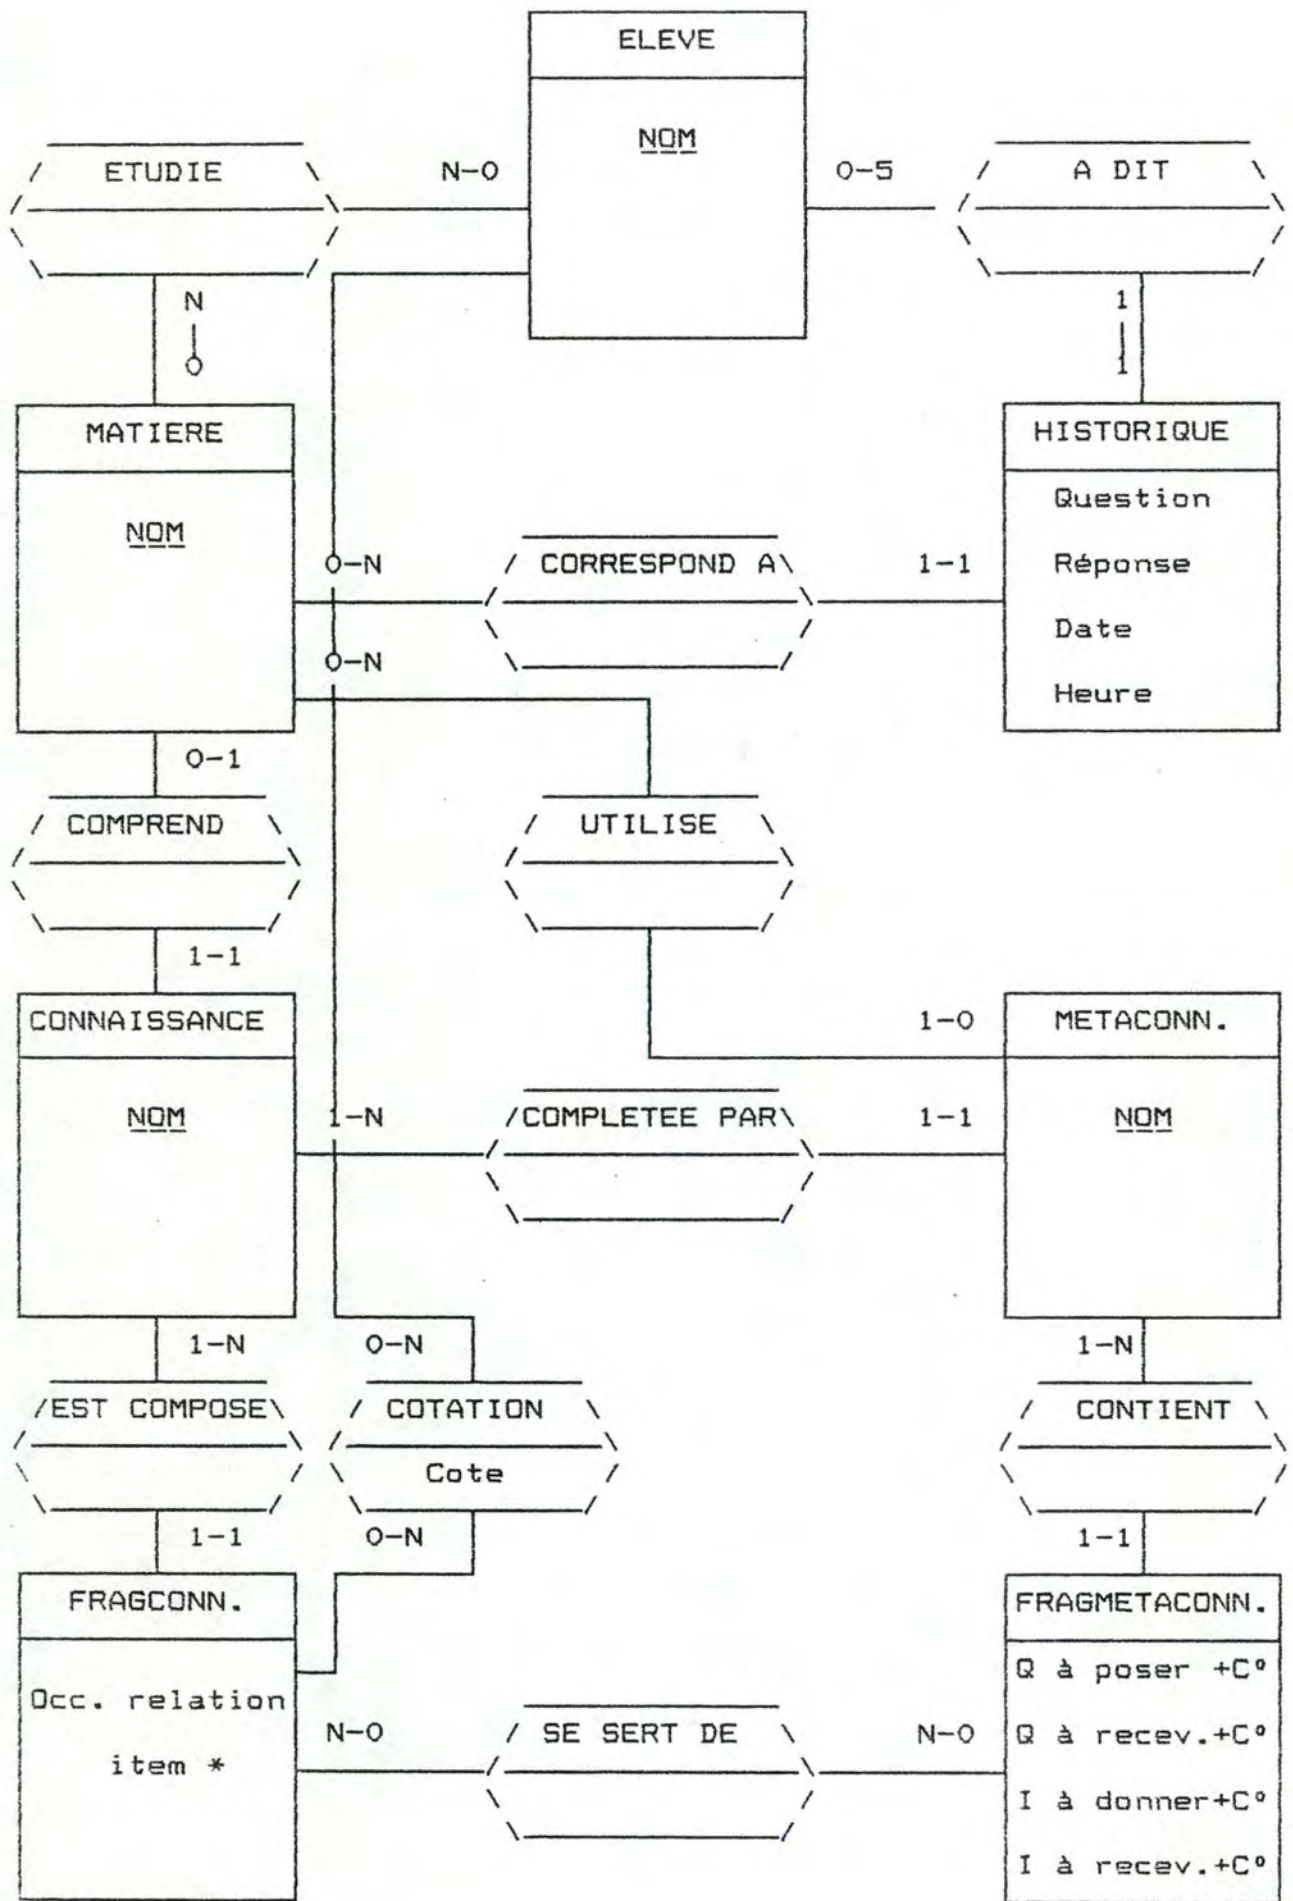 ELEVE
NOM
ETUDIE
N-O
O-5
A DIT
N
O
1
1
MATIERE
HISTORIQUE
NOM
Question
O-N
CORRESPOND A
1-1
Réponse
Date
O-N
Heure
O-1
COMPREND
UTILISE
1-1
CONNAISSANCE
1-O
METACONN.
NOM
1-N
COMPLETEE PAR
1-1
NOM
1-N
O-N
1-N
EST COMPOSE
COTATION
CONTIENT
Cote
1-1
O-N
1-1
FRAGCONN.
FRAGMETACONN.
Q à poser +C°
Occ. relation
N-O
SE SERT DE
N-O
Q à recev.+C°
item *
I à donner+C°
I à recev.+C°